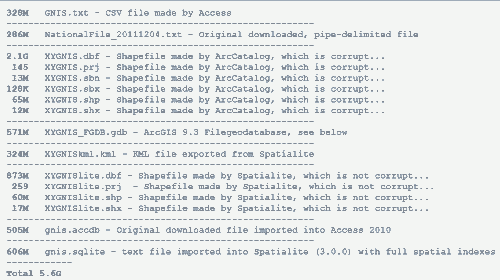 328M GNIS.txt - CSV file made by Access
------------------------------------------------
286M NationalFile_20111204.txt - Original downloaded, pipe-delimited file
------------------------------------------------
2.1G XYGNIS.dbf - Shapefile made by ArcCatalog, which is corrupt...
145 XYGNIS.prj - Shapefile made by ArcCatalog, which is corrupt...
13M XYGNIS.sbn - Shapefile made by ArcCatalog, which is corrupt...
128K XYGNIS.sbx - Shapefile made by ArcCatalog, which is corrupt...
65M XYGNIS.shp - Shapefile made by ArcCatalog, which is corrupt...
12M XYGNIS.shx - Shapefile made by ArcCatalog, which is corrupt...
------------------------------------------------
571M XYGNIS_FGDB.gdb - ArcGIS 9.3 Filegeodatabase, see below
------------------------------------------------
324M XYGNISkml.kml - KML file exported from Spatialite
------------------------------------------------
873M XYGNISlite.dbf - Shapefile made by Spatialite, which is not corrupt...
259 XYGNISlite.prj - Shapefile made by Spatialite, which is not corrupt...
60M XYGNISlite.shp - Shapefile made by Spatialite, which is not corrupt...
17M XYGNISlite.shx - Shapefile made by Spatialite, which is not corrupt...
------------------------------------------------
505M gnis.accdb - Original downloaded file imported into Access 2010
------------------------------------------------
606M gnis.sqlite - text file imported into Spatialite (3.0.0) with full spatial indexes
------------
Total 5.6G